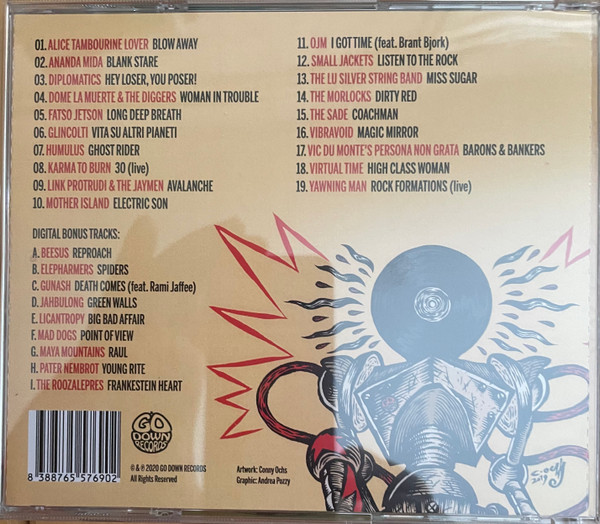 01. ALICE TAMBOURINE LOVER BLOW AWAY
02. ANANDA MIDA BLANK STARE
03. DIPLOMATICS HEY LOSER, YOU POSER!
04. DOME LA MUERTE & THE DIGGERS WOMAN IN TROUBLE
05. FATSO JETSON LONG DEEP BREATH
06. GLINCOLTI VITA SU ALTRI PIANETI
07. HUMULUS GHOST RIDER
08. KARMA TO BURN 30 (live)
09. LINK PROTRUDI & THE JAYMEN AVALANCHE
10. MOTHER ISLAND ELECTRIC SON
11. OJM I GOT TIME (feat. Brant Bjork)
12. SMALL JACKETS LISTEN TO THE ROCK
13. THE LU SILVER STRING BAND MISS SUGAR
14. THE MORLOCKS DIRTY RED
15. THE SADE COACHMAN
16. VIBRAVOID MAGIC MIRROR
17. VIC DU MONTE'S PERSONA NON GRATA BARONS & BANKERS
18. VIRTUAL TIME HIGH CLASS WOMAN
19. YAWNING MAN ROCK FORMATIONS (live)
DIGITAL BONUS TRACKS:
A. BEESUS REPROACH
B. ELEPHARMERS SPIDERS
C. GUNASH DEATH COMES (feat. Rami Jaffee)
D. JAHBULONG GREEN WALLS
E. LICANTROPY BIG BAD AFFAIR
F. MAD DOGS POINT OF VIEW
G. MAYA MOUNTAINS RAUL
H. PATER NEMBROT YOUNG RITE
I. THE ROOZALEPRES FRANKESTEIN HEART
8 388765 576902
GO
DOWN
RECORDS
℗ & © 2020 GO DOWN RECORDS
All Rights Reserved
Artwork: Conny Ochs
Graphic: Andrea Pozzy